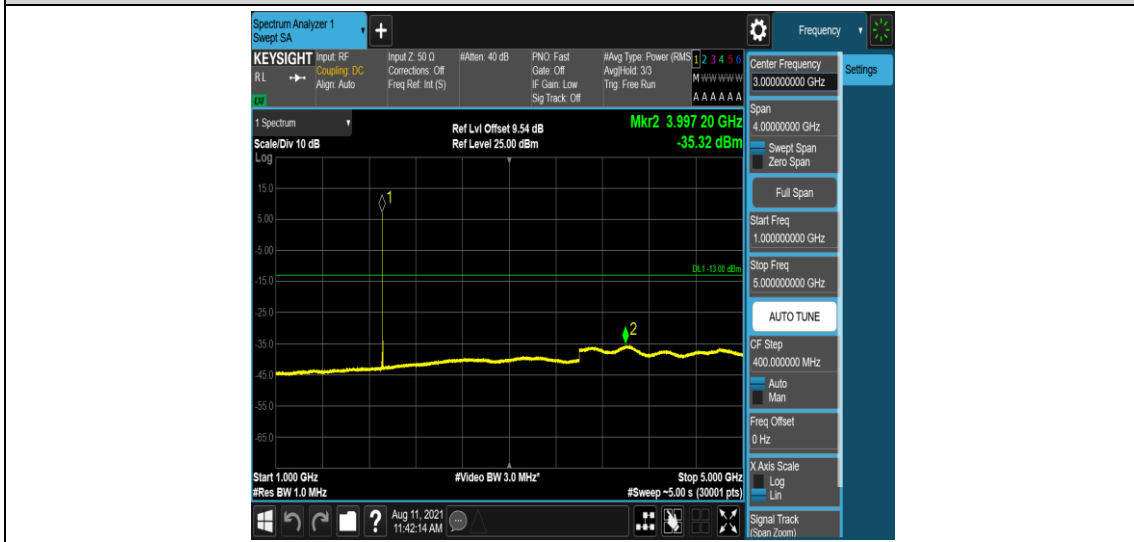 Spectrum Analyzer 1
Swept SA
+
Frequency
KEYSIGHT
RL
Input: RF
Coupling: DC
Align: Auto
Input Z: 50 Ω
Corrections: Off
Freq Ref: Int (S)
#Atten: 40 dB
PNO: Fast
Gate: Off
IF Gain: Low
Sig Track: Off
#Avg Type: Power (RMS
Avg|Hold: 3/3
Trig: Free Run
1 2 3 4 5 6
M W W W W W
A A A A A A
Center Frequency
3.000000000 GHz
Settings
Span
4.00000000 GHz
Swept Span
Zero Span
Full Span
Start Freq
1.000000000 GHz
Stop Freq
5.000000000 GHz
AUTO TUNE
CF Step
400.000000 MHz
Auto
Man
Freq Offset
0 Hz
X Axis Scale
Log
Lin
Signal Track
(Span Zoom)
1 Spectrum
Scale/Div 10 dB
Log
Ref Lvl Offset 9.54 dB
Ref Level 25.00 dBm
Mkr2 3.997 20 GHz
-35.32 dBm
15.0
5.00
-5.00
-15.0
-25.0
-35.0
-45.0
-55.0
-65.0
1
DL1 -13.00 dBm
2
Start 1.000 GHz
#Res BW 1.0 MHz
#Video BW 3.0 MHz*
Stop 5.000 GHz
#Sweep ~5.00 s (30001 pts)
?
Aug 11, 2021
11:42:14 AM